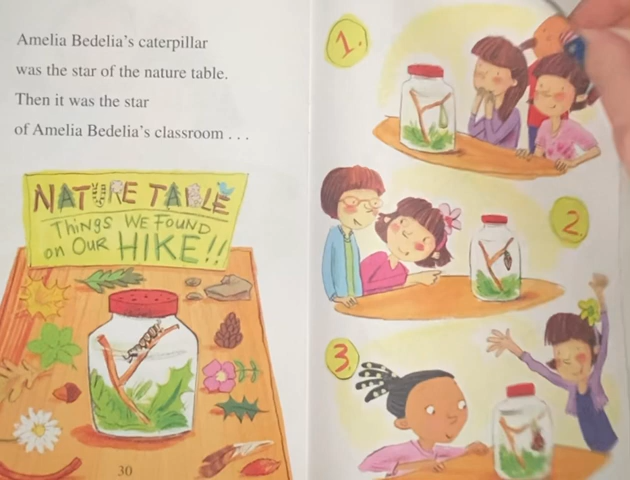 Amelia Bedelia's caterpillar
was the star of the nature table.
Then it was the star
of Amelia Bedelia's classroom . . .
NATURE TABLE
THINGS WE FOUND
on OUR HIKE!!
30
1.
2
3.